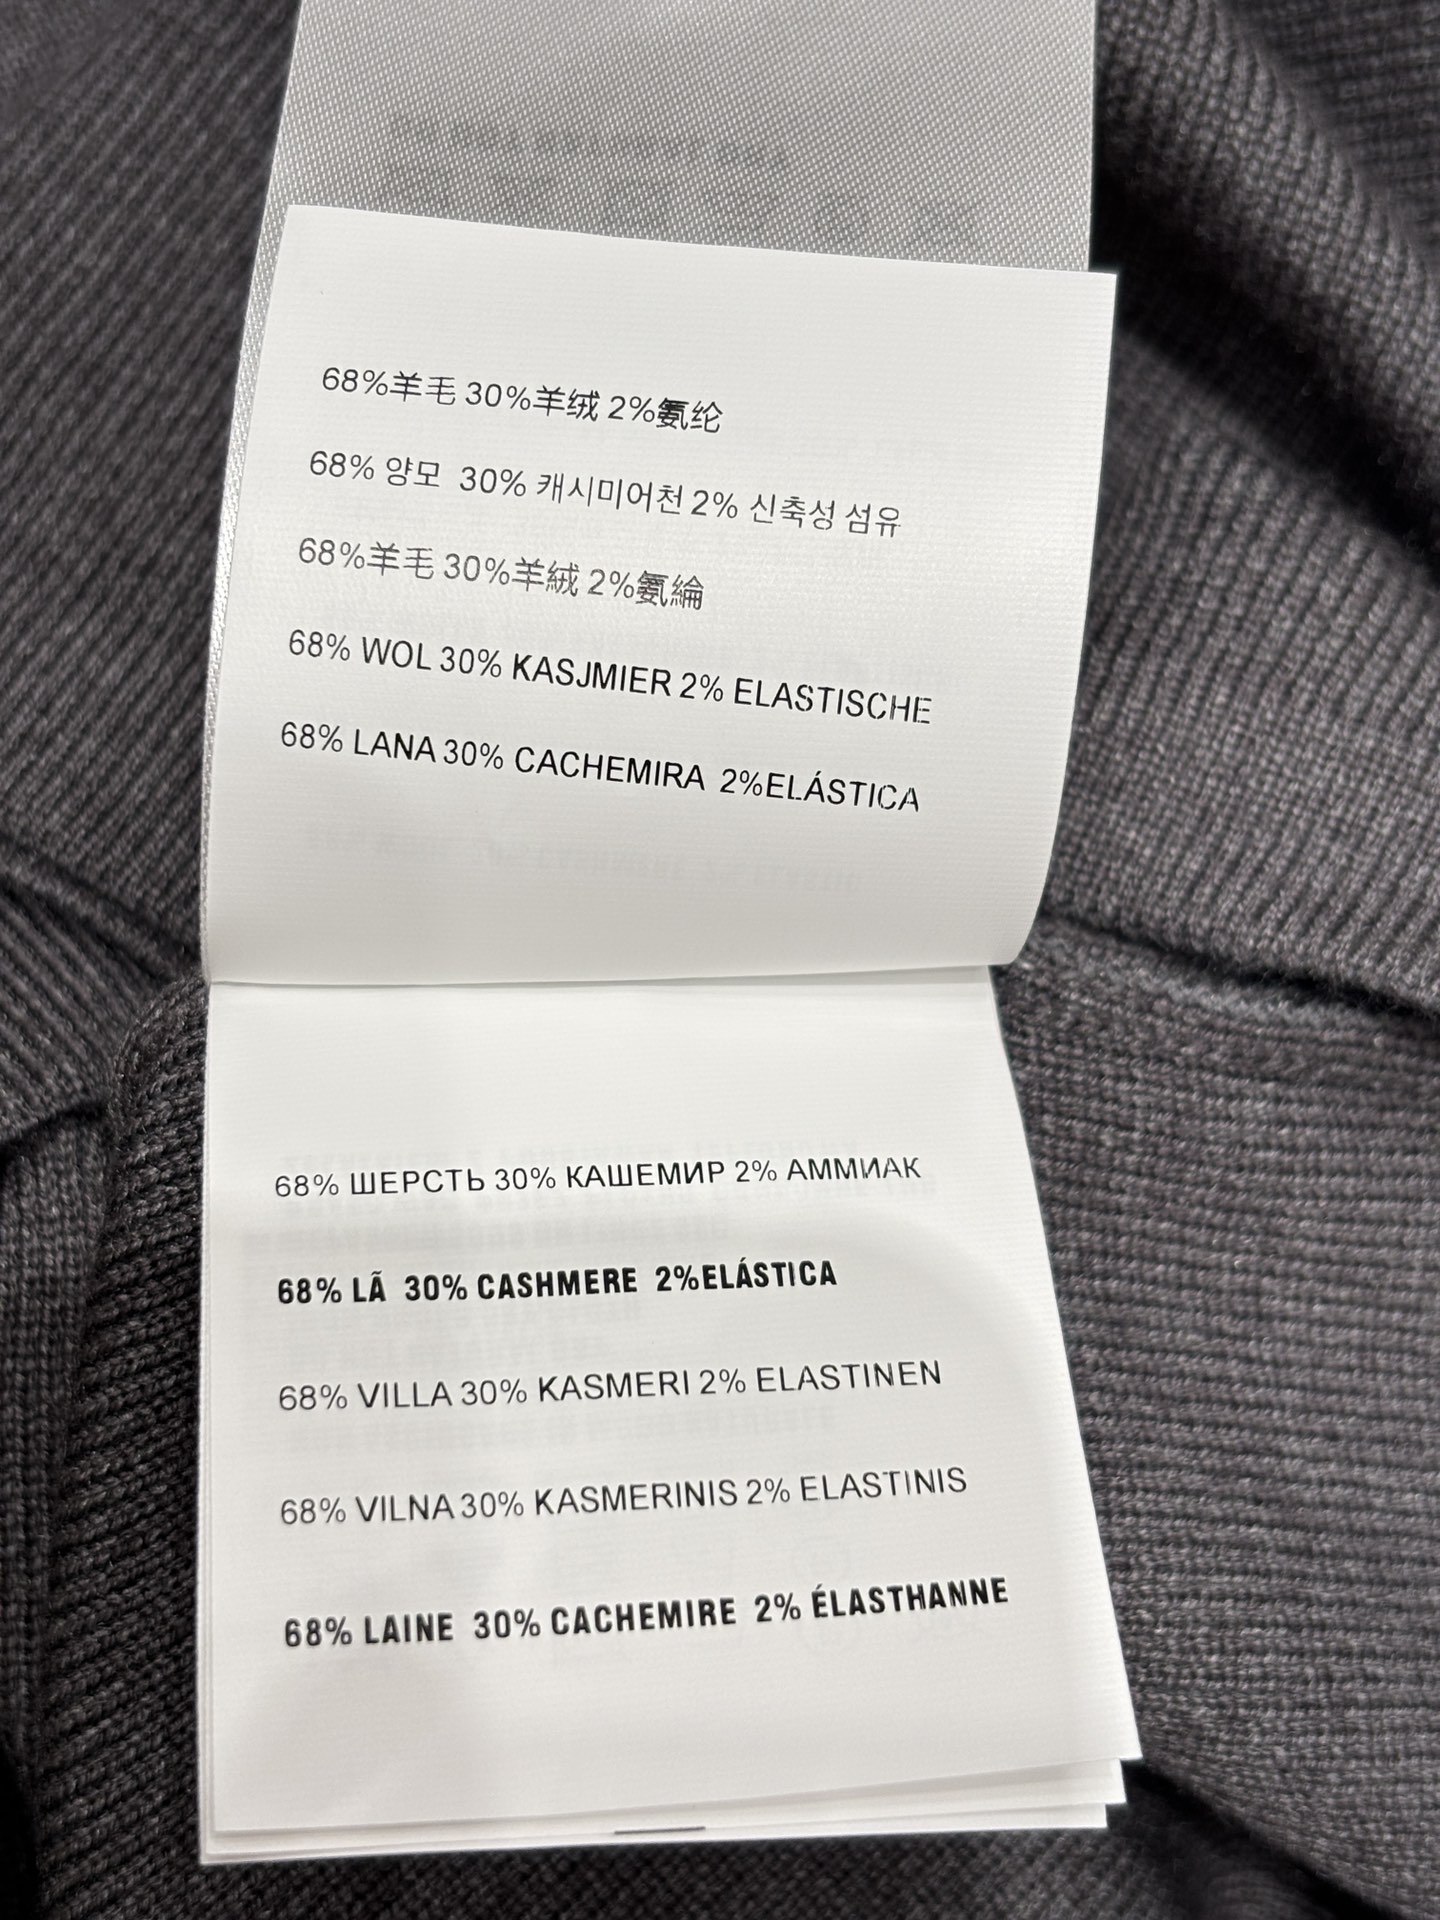 68%羊毛 30%羊绒 2%氨纶
68% 양모 30% 캐시미어천 2% 신축성 섬유
68%羊毛 30%羊絨 2%氨綸
68% WOL 30% KASJMIER 2% ELASTISCHE
68% LANA 30% CACHEMIRA 2%ELÁSTICA
68% ШЕРСТЬ 30% КАШЕМИР 2% АММИАК
68% LÃ 30% CASHMERE 2%ELÁSTICA
68% VILLA 30% KASMERI 2% ELASTINEN
68% VILNA 30% KASMERINIS 2% ELASTINIS
68% LAINE 30% CACHEMIRE 2% ÉLASTHANNE